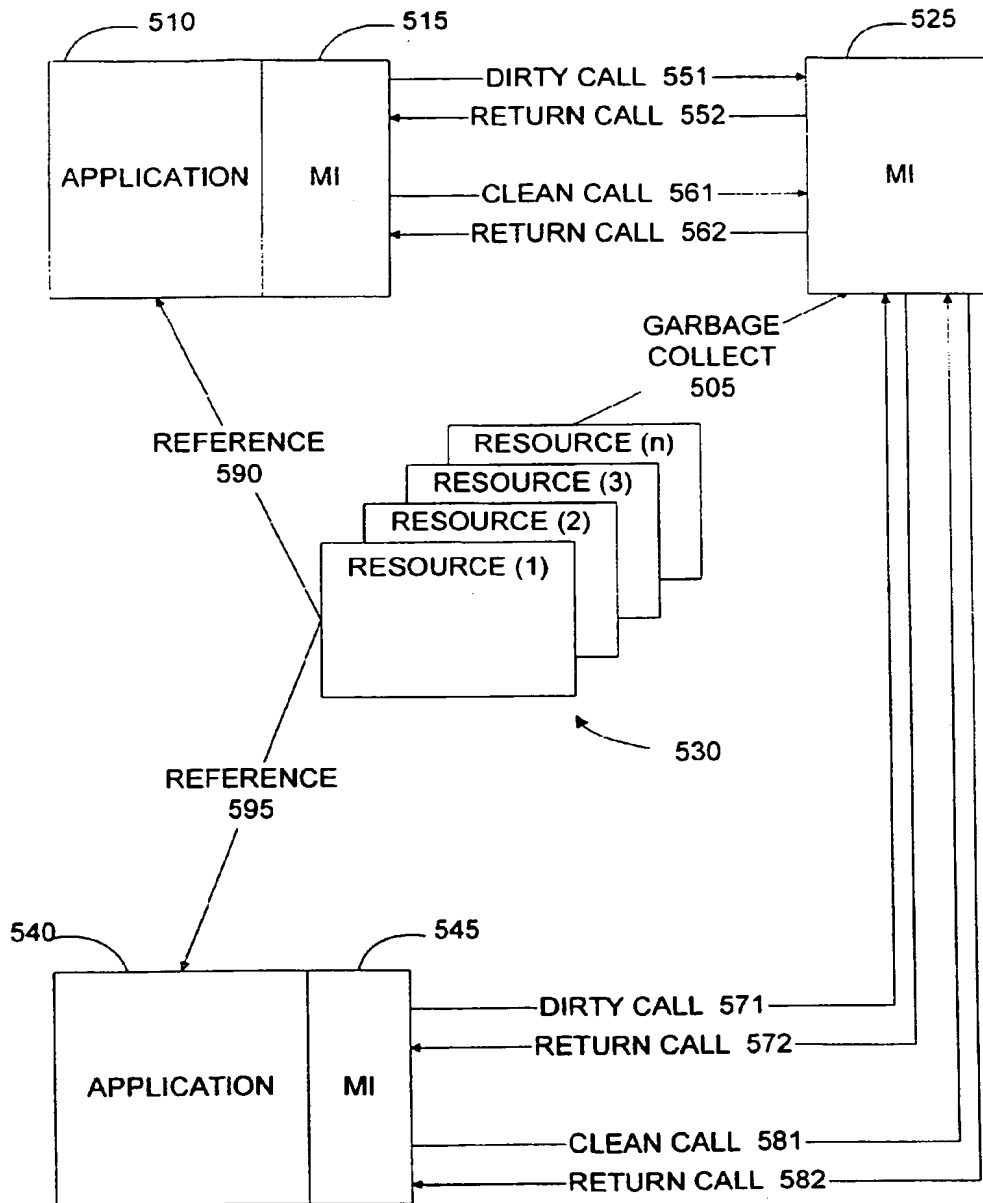 510
515
525
DIRTY CALL 551
RETURN CALL 552
APPLICATION
MI
MI
CLEAN CALL 561
RETURN CALL 562
GARBAGE
COLLECT
505
REFERENCE
590
RESOURCE (n)
RESOURCE (3)
RESOURCE (2)
RESOURCE (1)
530
REFERENCE
595
540
545
DIRTY CALL 571
RETURN CALL 572
APPLICATION
MI
CLEAN CALL 581
RETURN CALL 582